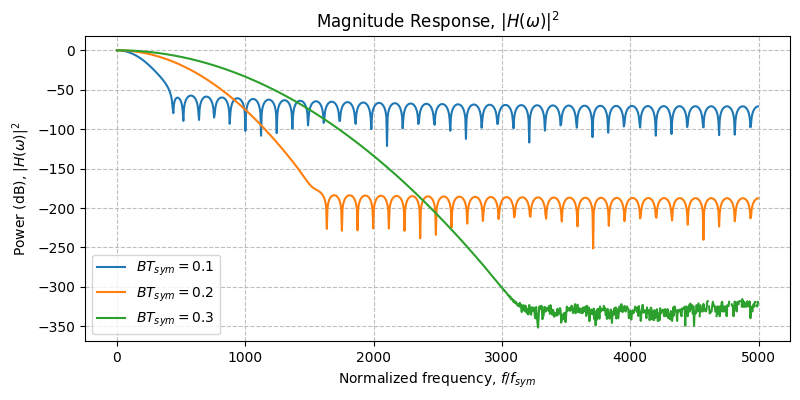 Magnitude Response, |H(ω)|²
Power (dB), |H(ω)|²
0
−50
−100
−150
−200
−250
−300
−350
BT_sym = 0.1
BT_sym = 0.2
BT_sym = 0.3
0 1000 2000 3000 4000 5000
Normalized frequency, f/f_sym